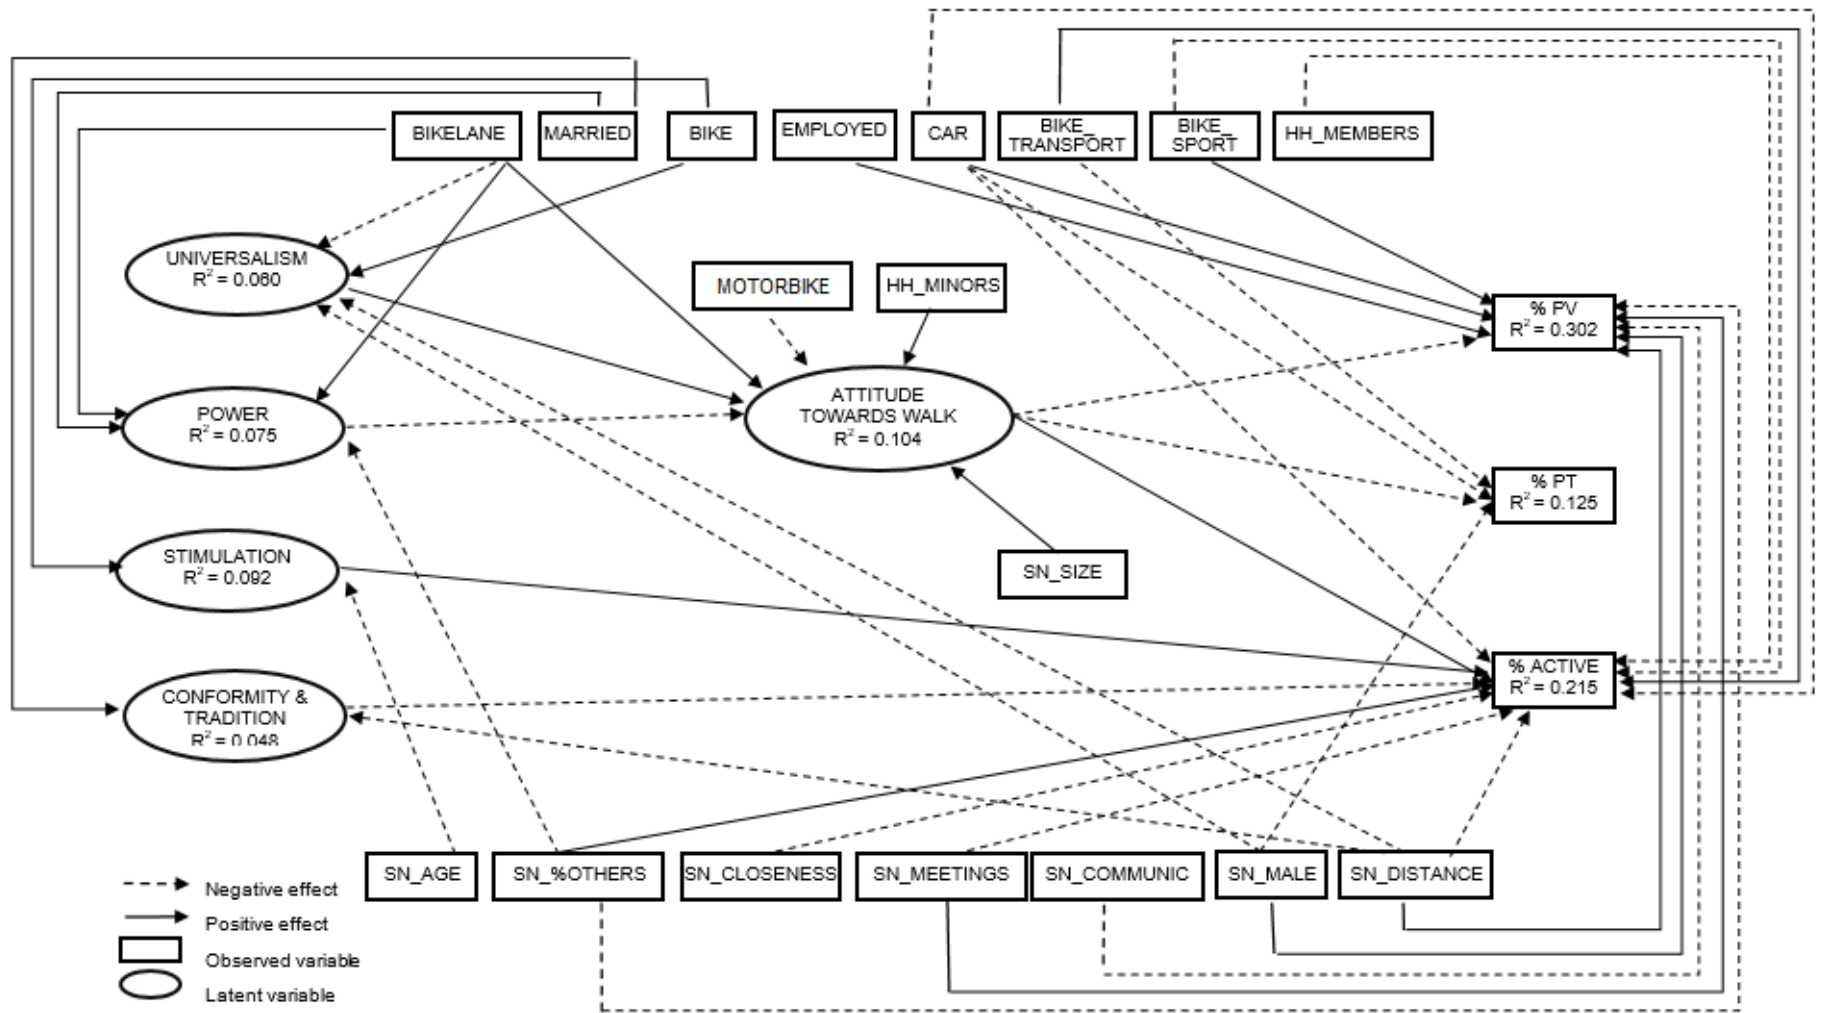 BIKELANE
MARRIED
BIKE
EMPLOYED
CAR
BIKE_
TRANSPORT
BIKE_
SPORT
HH_MEMBERS
UNIVERSALISM
R² = 0.060
MOTORBIKE
HH_MINORS
% PV
R² = 0.302
POWER
R² = 0.075
ATTITUDE
TOWARDS WALK
R² = 0.104
% PT
R² = 0.125
STIMULATION
R² = 0.092
SN_SIZE
CONFORMITY &
TRADITION
R² = 0.048
% ACTIVE
R² = 0.215
SN_AGE
SN_%OTHERS
SN_CLOSENESS
SN_MEETINGS
SN_COMMUNIC
SN_MALE
SN_DISTANCE
Negative effect
Positive effect
Observed variable
Latent variable